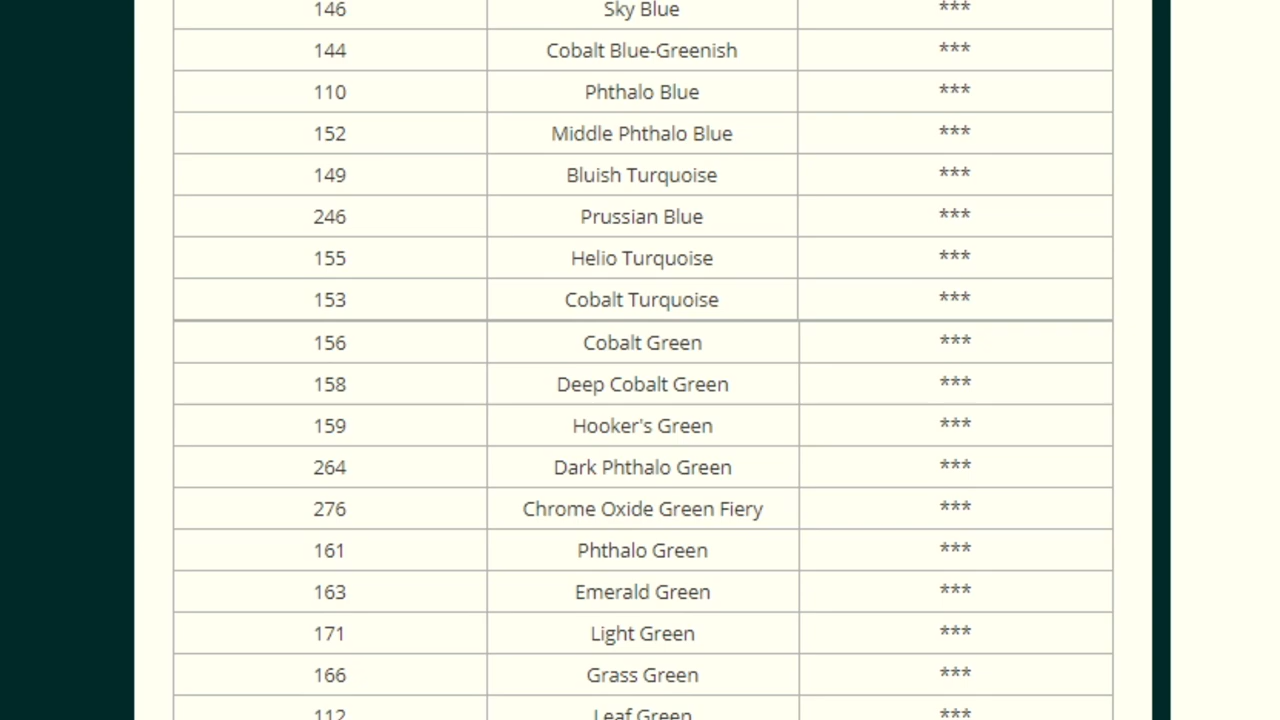 146 Sky Blue ***
144 Cobalt Blue-Greenish ***
110 Phthalo Blue ***
152 Middle Phthalo Blue ***
149 Bluish Turquoise ***
246 Prussian Blue ***
155 Helio Turquoise ***
153 Cobalt Turquoise ***
156 Cobalt Green ***
158 Deep Cobalt Green ***
159 Hooker's Green ***
264 Dark Phthalo Green ***
276 Chrome Oxide Green Fiery ***
161 Phthalo Green ***
163 Emerald Green ***
171 Light Green ***
166 Grass Green ***
112 Leaf Green ***